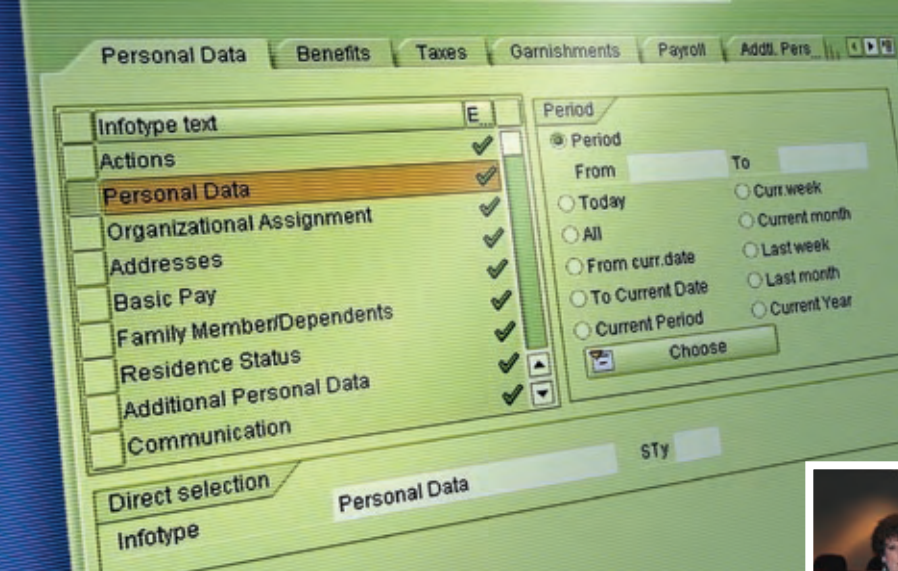 Personal Data Benefits Taxes Garnishments Payroll Addtl. Pers
Infotype text E...
Actions
Personal Data
Organizational Assignment
Addresses
Basic Pay
Family Member/Dependents
Residence Status
Additional Personal Data
Communication
Period
Period
From To
Today Curr.week
All Current month
From curr.date Last week
To Current Date Last month
Current Period Current Year
Choose
Direct selection
Infotype Personal Data STy